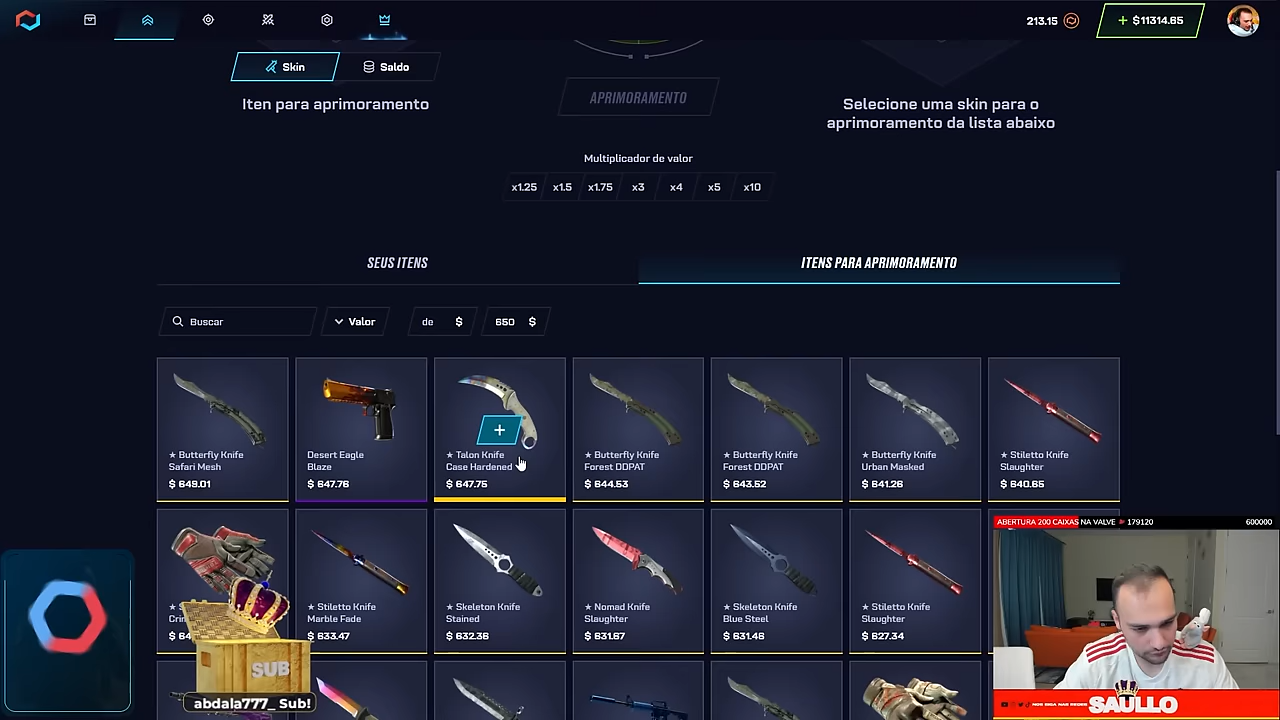 213.15
+ $11314.65
Skin
Saldo
Iten para aprimoramento
APRIMORAMENTO
Selecione uma skin para o
aprimoramento da lista abaixo
Multiplicador de valor
x1.25 x1.5 x1.75 x3 x4 x5 x10
SEUS ITENS
ITENS PARA APRIMORAMENTO
Buscar
Valor
de $
650 $
★ Butterfly Knife
Safari Mesh
$ 649.01
Desert Eagle
Blaze
$ 647.76
★ Talon Knife
Case Hardened
$ 647.75
★ Butterfly Knife
Forest DDPAT
$ 644.53
★ Butterfly Knife
Forest DDPAT
$ 643.52
★ Butterfly Knife
Urban Masked
$ 641.26
★ Stiletto Knife
Slaughter
$ 640.65
★ Stiletto Knife
Marble Fade
$ 633.47
★ Skeleton Knife
Stained
$ 632.36
★ Nomad Knife
Slaughter
$ 631.67
★ Skeleton Knife
Blue Steel
$ 631.46
★ Stiletto Knife
Slaughter
$ 627.34
ABERTURA 200 CAIXAS NA VALVE 179120 600000
SUB
abdala777_ Sub!
SAULLO